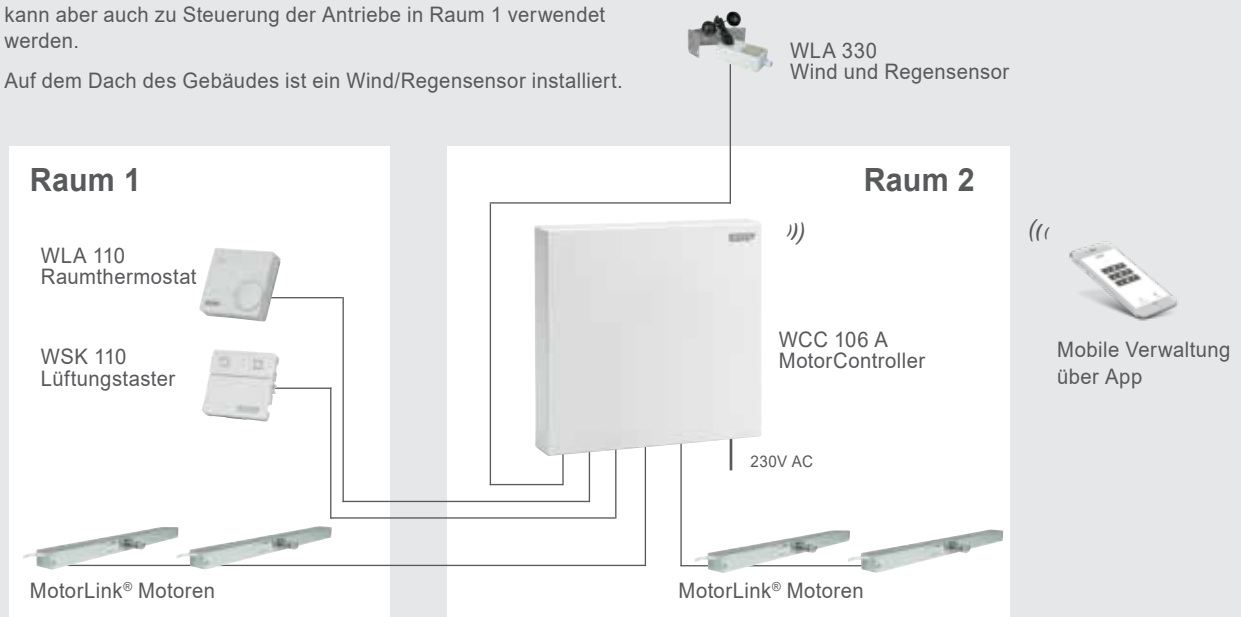 kann aber auch zu Steuerung der Antriebe in Raum 1 verwendet
werden.
Auf dem Dach des Gebäudes ist ein Wind/Regensensor installiert.
WLA 330
Wind und Regensensor
Raum 1
Raum 2
WLA 110
Raumthermostat
WSK 110
Lüftungstaster
WCC 106 A
MotorController
Mobile Verwaltung
über App
230V AC
MotorLink® Motoren
MotorLink® Motoren